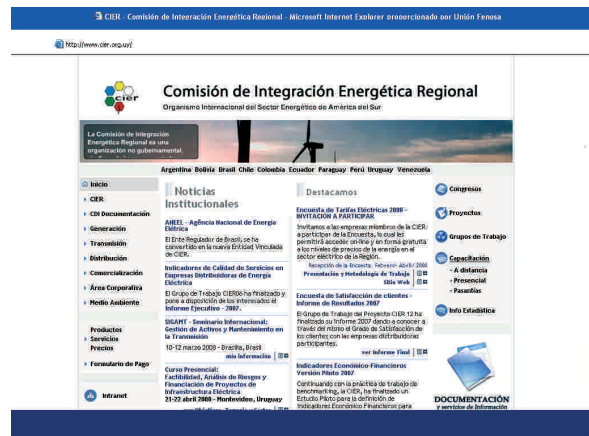 CIER - Comisión de Integración Energética Regional - Microsoft Internet Explorer proporcionado por Unión Fenosa
http://www.cier.org.uy/
cier
Comisión de Integración Energética Regional
Organismo Internacional del Sector Energético de América del Sur
La Comisión de Integración
Energética Regional es una
organización no gubernamental,
Argentina Bolivia Brasil Chile Colombia Ecuador Paraguay Perú Uruguay Venezuela
Inicio
CIER
CDI Documentación
Generación
Transmisión
Distribución
Comercialización
Área Corporativa
Medio Ambiente
Productos
Servicios
Precios
Formulario de Pago
Intranet
Noticias
Institucionales
ANEEL - Agência Nacional de Energia
Elétrica
El Ente Regulador de Brasil, se ha
convertido en la nueva Entidad Vinculada
de CIER.
Indicadores de Calidad de Servicios en
Empresas Distribuidoras de Energía
Eléctrica
El Grupo de Trabajo CIER06 ha finalizado y
pone a disposición de los interesados el
Informe Ejecutivo - 2007.
SIGAMT - Seminario Internacional:
Gestión de Activos y Mantenimiento en
la Transmisión
10-12 marzo 2008 - Brasilia, Brasil
más información
Curso Presencial:
Factibilidad, Análisis de Riesgos y
Financiación de Proyectos de
Infraestructura Eléctrica
21-22 abril 2008 - Montevideo, Uruguay
Destacamos
Encuesta de Tarifas Eléctricas 2008 -
INVITACIÓN A PARTICIPAR
Invitamos a las empresas miembros de la CIER
a participar de la Encuesta, lo cual les
permitirá acceder on-line y en forma gratuita
a los niveles de precios de la energía en el
sector eléctrico de la Región.
Recepción de la Encuesta: Febrero- Abril/ 2008
Presentación y Metodología de Trabajo
Sitio Web
Encuesta de Satisfacción de clientes -
Informe de Resultados 2007
El Grupo de Trabajo del Proyecto CIER 12 ha
finalizado su Informe 2007 dando a conocer a
través del mismo el Grado de Satisfacción de
los clientes con las empresas distribuidoras
participantes.
ver Informe Final
Indicadores Económico-Financieros
Versión Piloto 2007
Continuando con la práctica de trabajo de
benchmarking, la CIER, ha finalizado un
Estudio Piloto para la definición de
Indicadores Económico Financieros para
Congresos
Proyectos
Grupos de Trabajo
Capacitación
- A distancia
- Presencial
- Pasantías
Info Estadística
DOCUMENTACIÓN
y servicios de Información